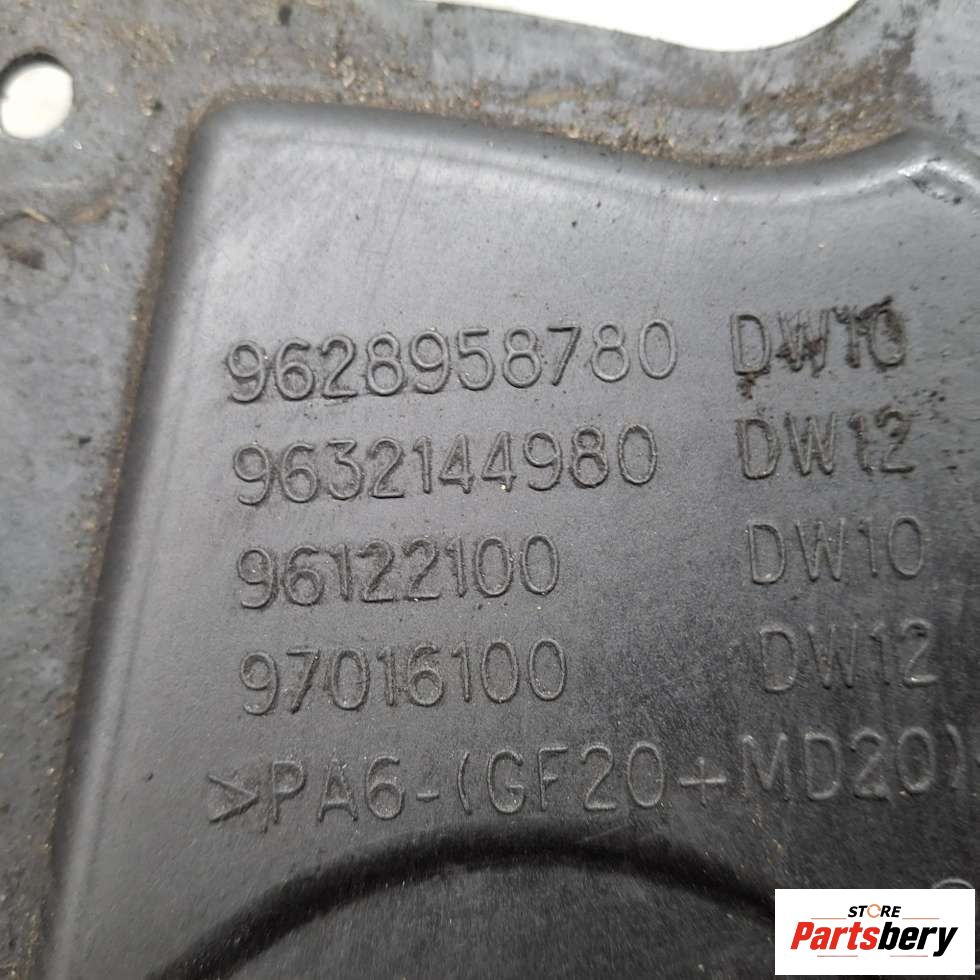 9628958780 DW10
9632144980 DW12
96122100 DW10
97016100 DW12
>PA6-(GF20+MD20)
STORE
Partsbery